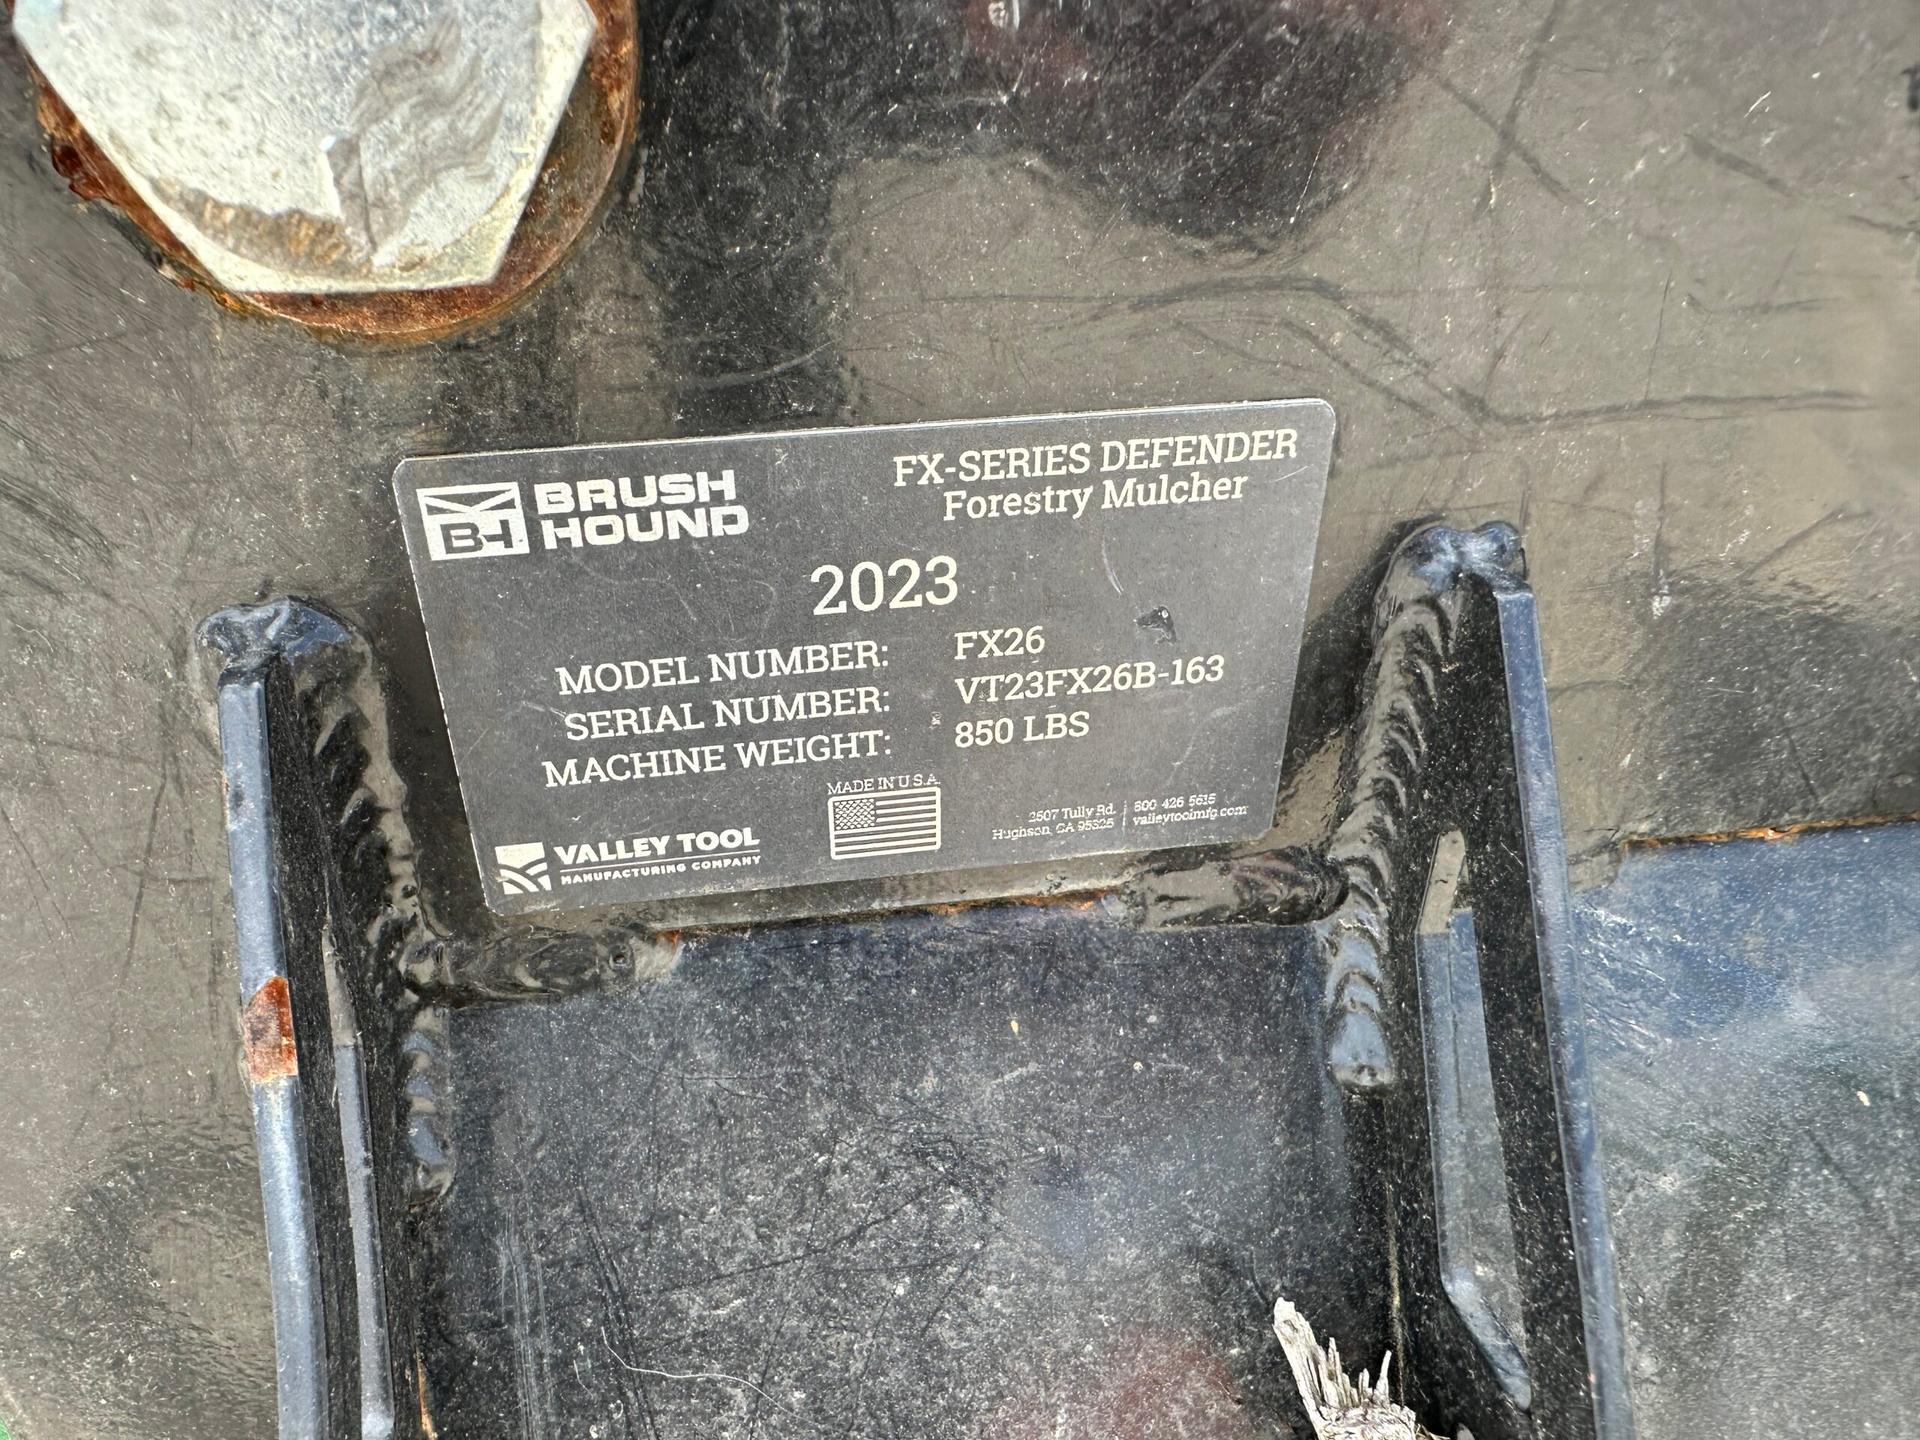 BH
BRUSH
HOUND
FX-SERIES DEFENDER
Forestry Mulcher
2023
MODEL NUMBER: FX26
SERIAL NUMBER: VT23FX26B-163
MACHINE WEIGHT: 850 LBS
MADE IN U.S.A.
VALLEY TOOL
MANUFACTURING COMPANY
2507 Tully Rd. | 800 426 5615
Hughson, CA 95326 | valleytoolmfg.com